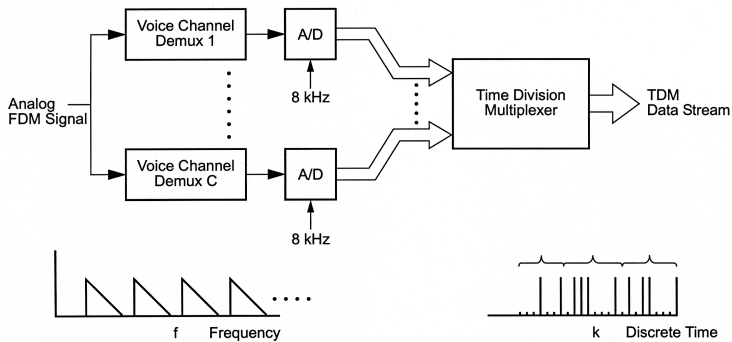 Voice Channel
Demux 1
A/D
8 kHz
Analog
FDM Signal
Time Division
Multiplexer
TDM
Data Stream
Voice Channel
Demux C
A/D
8 kHz
f Frequency
k Discrete Time